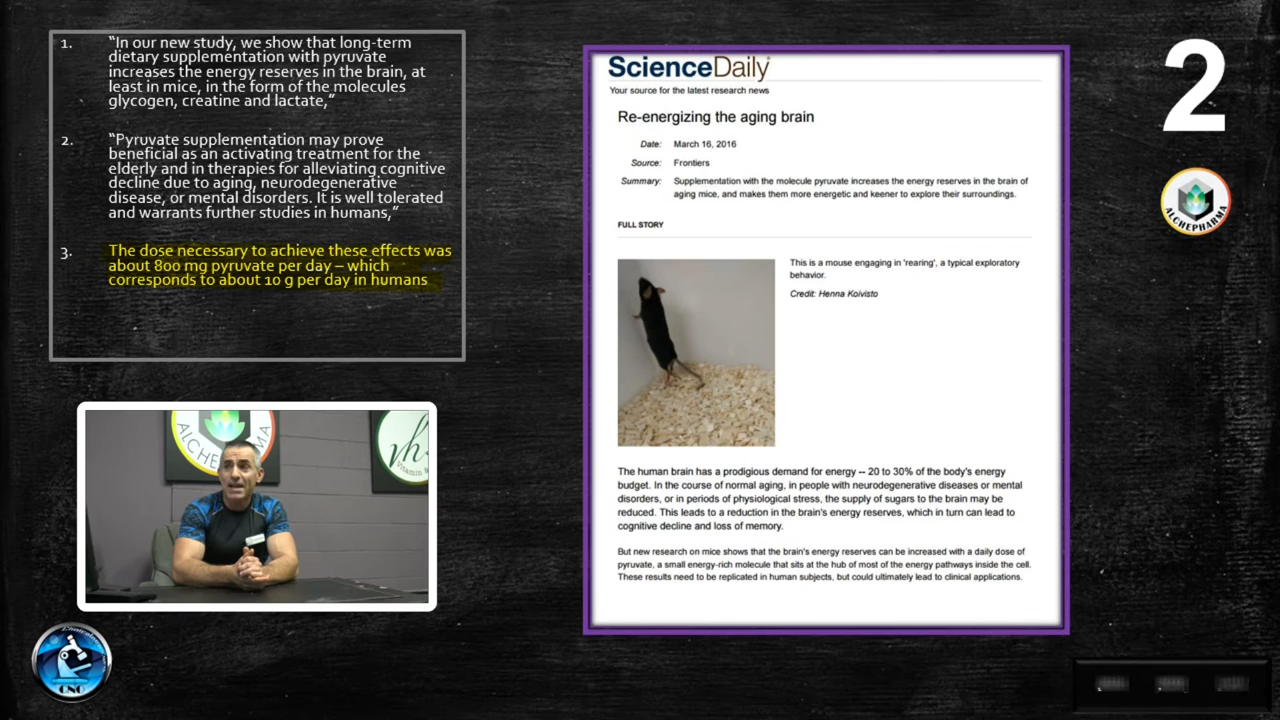 1. “In our new study, we show that long-term
dietary supplementation with pyruvate
increases the energy reserves in the brain, at
least in mice, in the form of the molecules
glycogen, creatine and lactate,”
2. “Pyruvate supplementation may prove
beneficial as an activating treatment for the
elderly and in therapies for alleviating cognitive
decline due to aging, neurodegenerative
disease, or mental disorders. It is well tolerated
and warrants further studies in humans,”
3. The dose necessary to achieve these effects was
about 800 mg pyruvate per day – which
corresponds to about 10 g per day in humans
ScienceDaily
Your source for the latest research news
Re-energizing the aging brain
Date: March 16, 2016
Source: Frontiers
Summary: Supplementation with the molecule pyruvate increases the energy reserves in the brain of
aging mice, and makes them more energetic and keener to explore their surroundings.
FULL STORY
This is a mouse engaging in 'rearing', a typical exploratory
behavior.
Credit: Henna Koivisto
The human brain has a prodigious demand for energy -- 20 to 30% of the body's energy
budget. In the course of normal aging, in people with neurodegenerative diseases or mental
disorders, or in periods of physiological stress, the supply of sugars to the brain may be
reduced. This leads to a reduction in the brain's energy reserves, which in turn can lead to
cognitive decline and loss of memory.
But new research on mice shows that the brain's energy reserves can be increased with a daily dose of
pyruvate, a small energy-rich molecule that sits at the hub of most of the energy pathways inside the cell.
These results need to be replicated in human subjects, but could ultimately lead to clinical applications.
2
ALCHEPHARMA
ALCHEPHARMA
vh
Vitamin